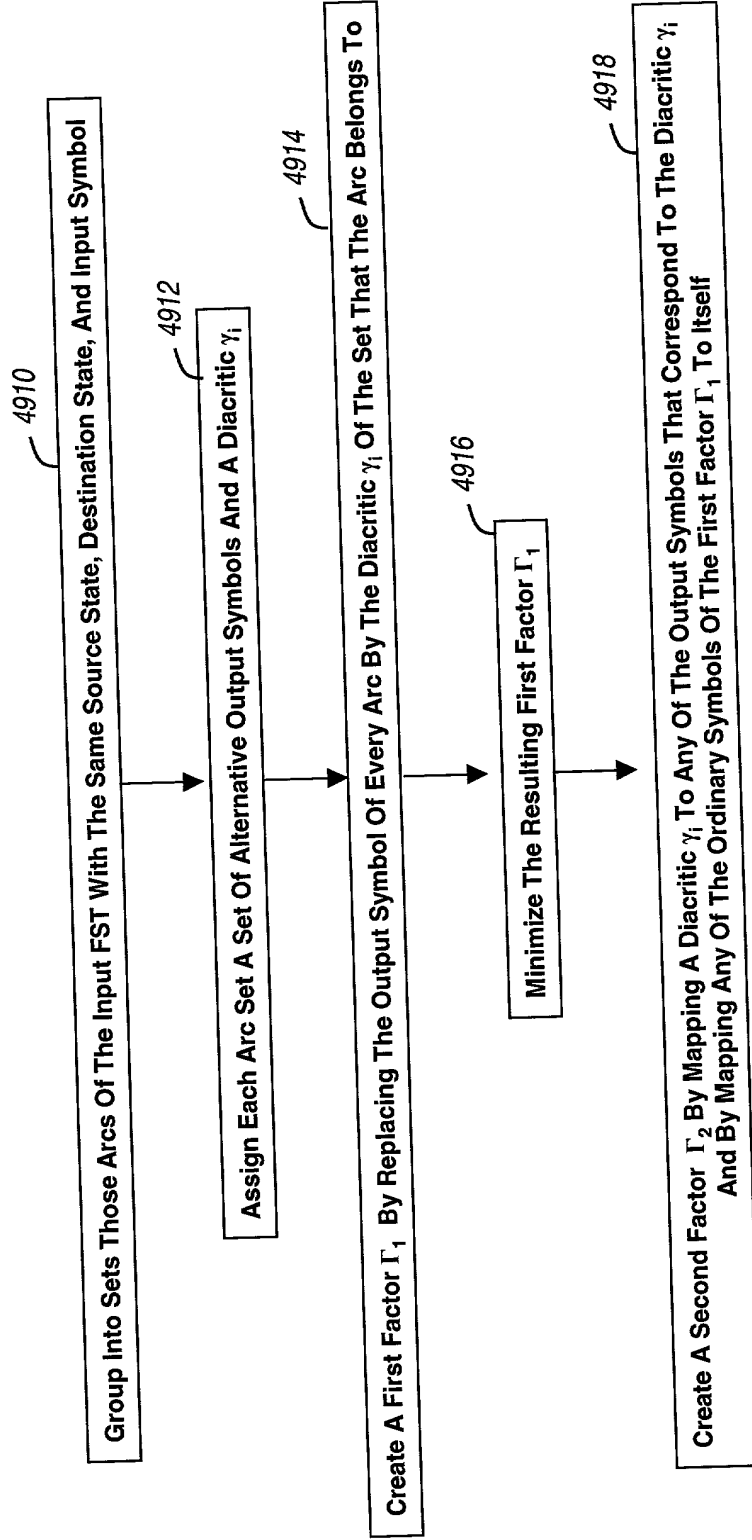 4910
Group Into Sets Those Arcs Of The Input FST With The Same Source State, Destination State, And Input Symbol
4912
Assign Each Arc Set A Set Of Alternative Output Symbols And A Diacritic γi
4914
Create A First Factor Γ1 By Replacing The Output Symbol Of Every Arc By The Diacritic γi Of The Set That The Arc Belongs To
4916
Minimize The Resulting First Factor Γ1
4918
Create A Second Factor Γ2 By Mapping A Diacritic γi To Any Of The Output Symbols That Correspond To The Diacritic γi
And By Mapping Any Of The Ordinary Symbols Of The First Factor Γ1 To Itself